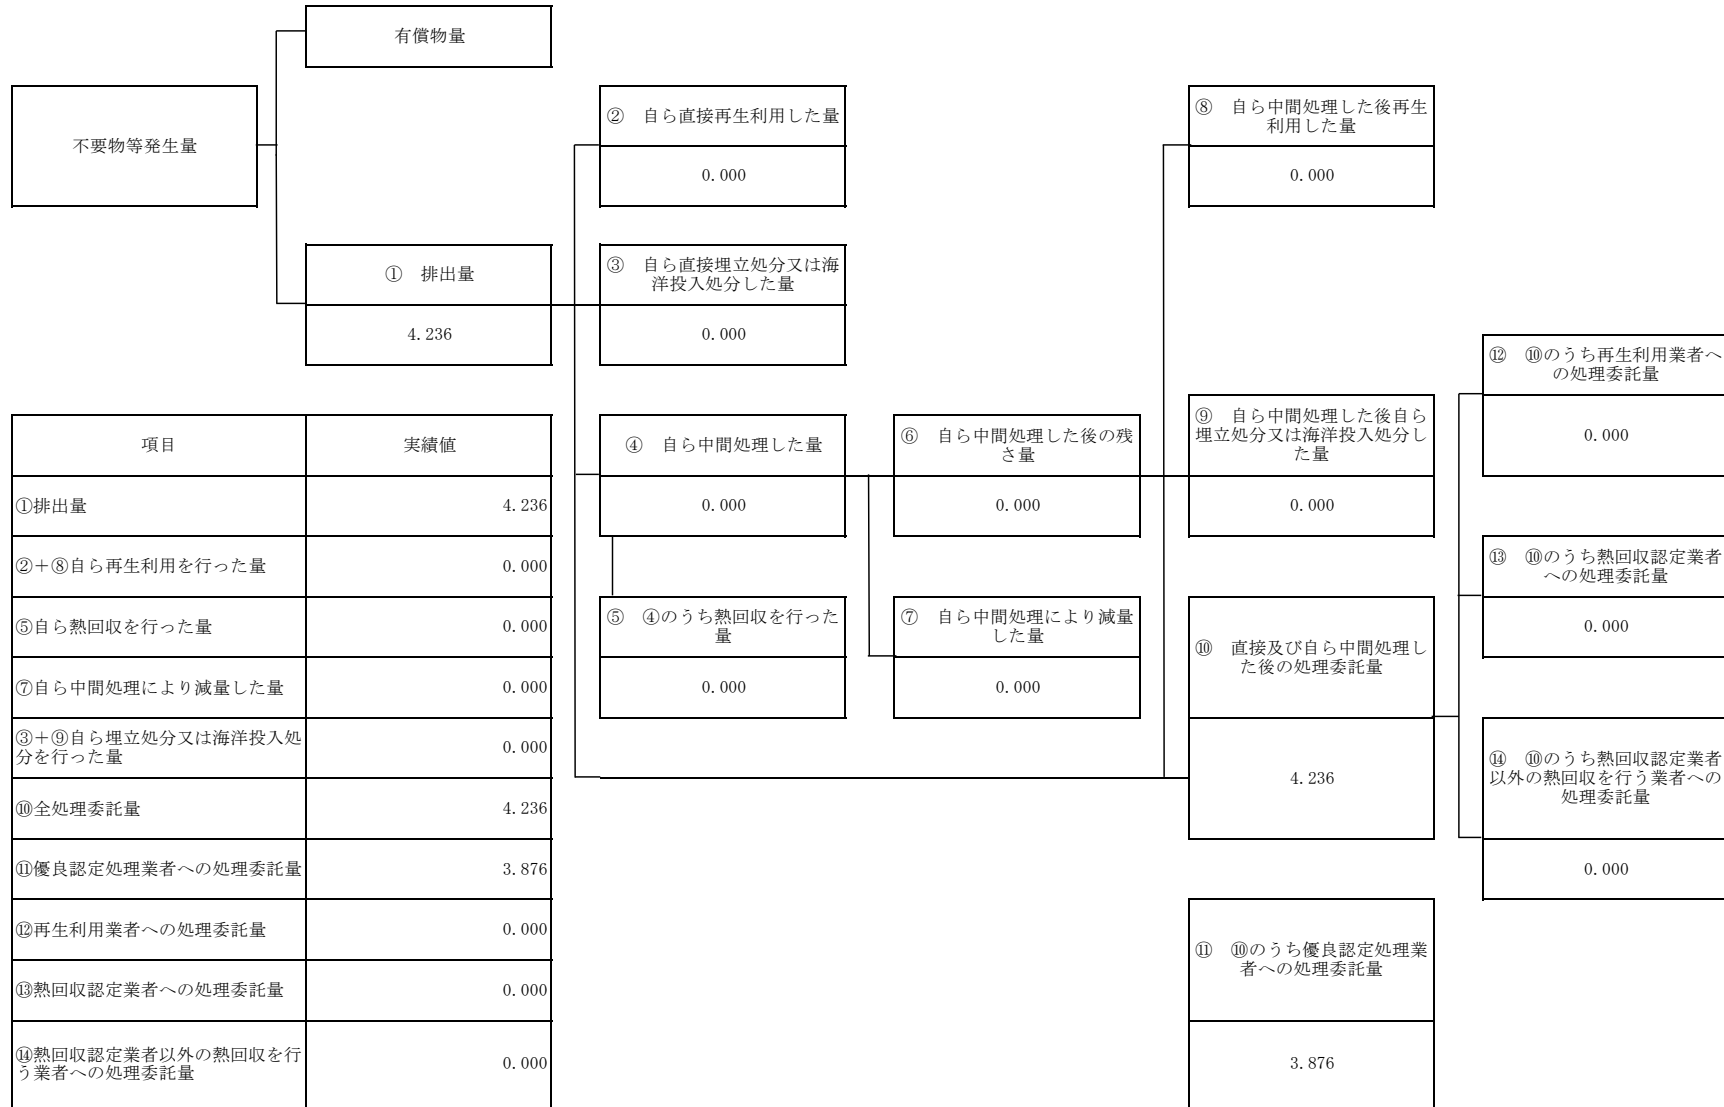 有償物量
不要物等発生量
② 自ら直接再生利用した量
0.000
⑧ 自ら中間処理した後再生
利用した量
0.000
① 排出量
4.236
③ 自ら直接埋立処分又は海
洋投入処分した量
0.000
④ 自ら中間処理した量
0.000
⑥ 自ら中間処理した後の残
さ量
0.000
⑨ 自ら中間処理した後自ら
埋立処分又は海洋投入処分し
た量
0.000
⑫ ⑩のうち再生利用業者へ
の処理委託量
0.000
⑤ ④のうち熱回収を行った
量
0.000
⑦ 自ら中間処理により減量
した量
0.000
⑩ 直接及び自ら中間処理し
た後の処理委託量
4.236
⑬ ⑩のうち熱回収認定業者
への処理委託量
0.000
⑭ ⑩のうち熱回収認定業者
以外の熱回収を行う業者への
処理委託量
0.000
⑪ ⑩のうち優良認定処理業
者への処理委託量
3.876
項目 実績値
①排出量 4.236
②＋⑧自ら再生利用を行った量 0.000
⑤自ら熱回収を行った量 0.000
⑦自ら中間処理により減量した量 0.000
③＋⑨自ら埋立処分又は海洋投入処
分を行った量 0.000
⑩全処理委託量 4.236
⑪優良認定処理業者への処理委託量 3.876
⑫再生利用業者への処理委託量 0.000
⑬熱回収認定業者への処理委託量 0.000
⑭熱回収認定業者以外の熱回収を行
う業者への処理委託量 0.000